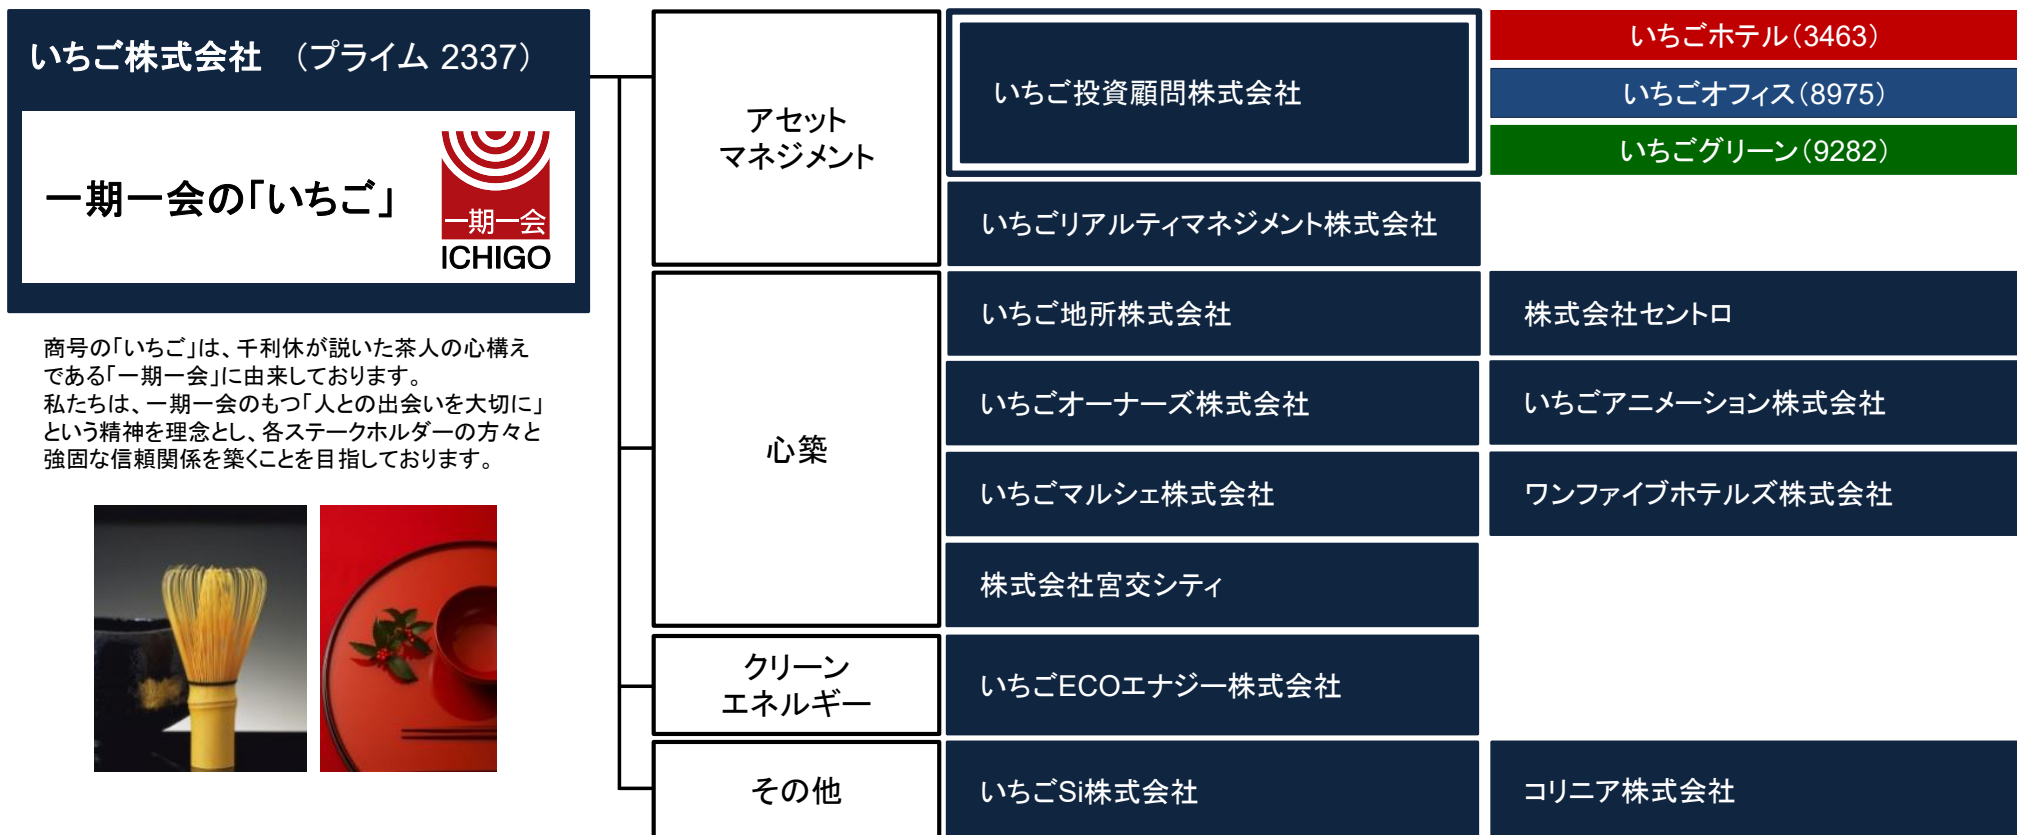 いちご株式会社 （プライム 2337）
一期一会の「いちご」
一期一会
ICHIGO
商号の「いちご」は、千利休が説いた茶人の心構え
である「一期一会」に由来しております。
私たちは、一期一会のもつ「人との出会いを大切に」
という精神を理念とし、各ステークホルダーの方々と
強固な信頼関係を築くことを目指しております。
アセット
マネジメント
いちご投資顧問株式会社
いちごホテル（3463）
いちごオフィス（8975）
いちごグリーン（9282）
いちごリアルティマネジメント株式会社
心築
いちご地所株式会社
株式会社セントロ
いちごオーナーズ株式会社
いちごアニメーション株式会社
いちごマルシェ株式会社
ワンファイブホテルズ株式会社
株式会社宮交シティ
クリーン
エネルギー
いちごECOエナジー株式会社
その他
いちごSi株式会社
コリニア株式会社